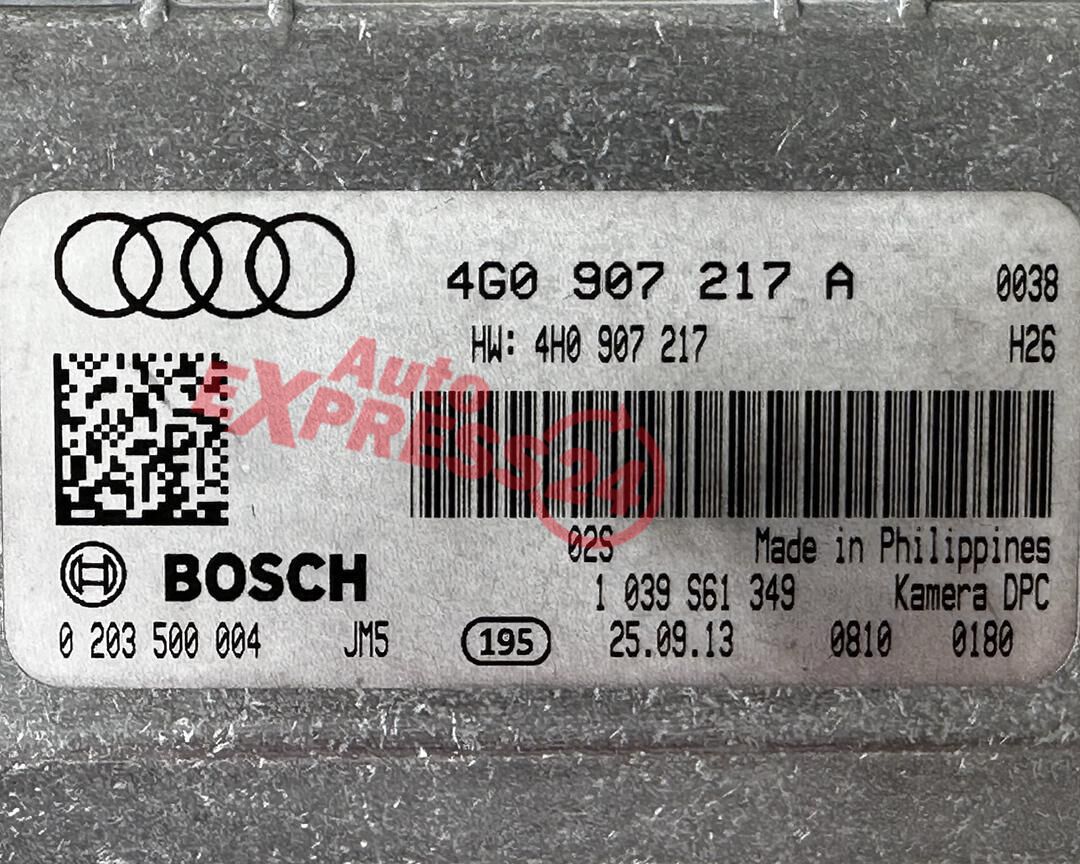 4G0 907 217 A 0038
HW: 4H0 907 217 H26
Auto
EXPRESS24
02S Made in Philippines
BOSCH 1 039 S61 349 Kamera DPC
0 203 500 004 JM5 195 25.09.13 0810 0180